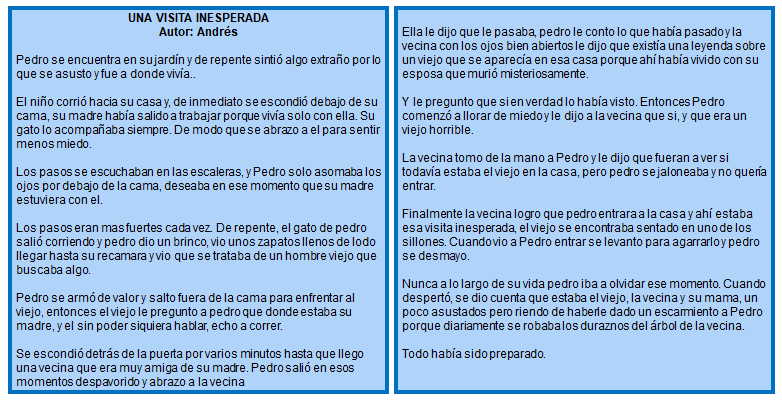 UNA VISITA INESPERADA
Autor: Andrés
Pedro se encuentra en su jardín y de repente sintió algo extraño por lo
que se asusto y fue a donde vivía..
El niño corrió hacia su casa y, de inmediato se escondió debajo de su
cama, su madre había salido a trabajar porque vivía solo con ella. Su
gato lo acompañaba siempre. De modo que se abrazo a el para sentir
menos miedo.
Los pasos se escuchaban en las escaleras, y Pedro solo asomaba los
ojos por debajo de la cama, deseaba en ese momento que su madre
estuviera con el.
Los pasos eran mas fuertes cada vez. De repente, el gato de pedro
salió corriendo y pedro dio un brinco, vio unos zapatos llenos de lodo
llegar hasta su recamara y vio que se trataba de un hombre viejo que
buscaba algo.
Pedro se armó de valor y salto fuera de la cama para enfrentar al
viejo, entonces el viejo le pregunto a pedro que donde estaba su
madre, y el sin poder siquiera hablar, echo a correr.
Se escondió detrás de la puerta por varios minutos hasta que llego
una vecina que era muy amiga de su madre. Pedro salió en esos
momentos despavorido y abrazo a la vecina
Ella le dijo que le pasaba, pedro le conto lo que había pasado y la
vecina con los ojos bien abiertos le dijo que existía una leyenda sobre
un viejo que se aparecía en esa casa porque ahí había vivido con su
esposa que murió misteriosamente.
Y le pregunto que si en verdad lo había visto. Entonces Pedro
comenzó a llorar de miedo y le dijo a la vecina que si, y que era un
viejo horrible.
La vecina tomo de la mano a Pedro y le dijo que fueran a ver si
todavía estaba el viejo en la casa, pero pedro se jaloneaba y no quería
entrar.
Finalmente la vecina logro que pedro entrara a la casa y ahí estaba
esa visita inesperada, el viejo se encontraba sentado en uno de los
sillones. Cuando vio a Pedro entrar se levanto para agarrarlo y pedro
se desmayo.
Nunca a lo largo de su vida pedro iba a olvidar ese momento. Cuando
despertó, se dio cuenta que estaba el viejo, la vecina y su mama, un
poco asustados pero riendo de haberle dado un escarmiento a Pedro
porque diariamente se robaba los duraznos del árbol de la vecina.
Todo había sido preparado.